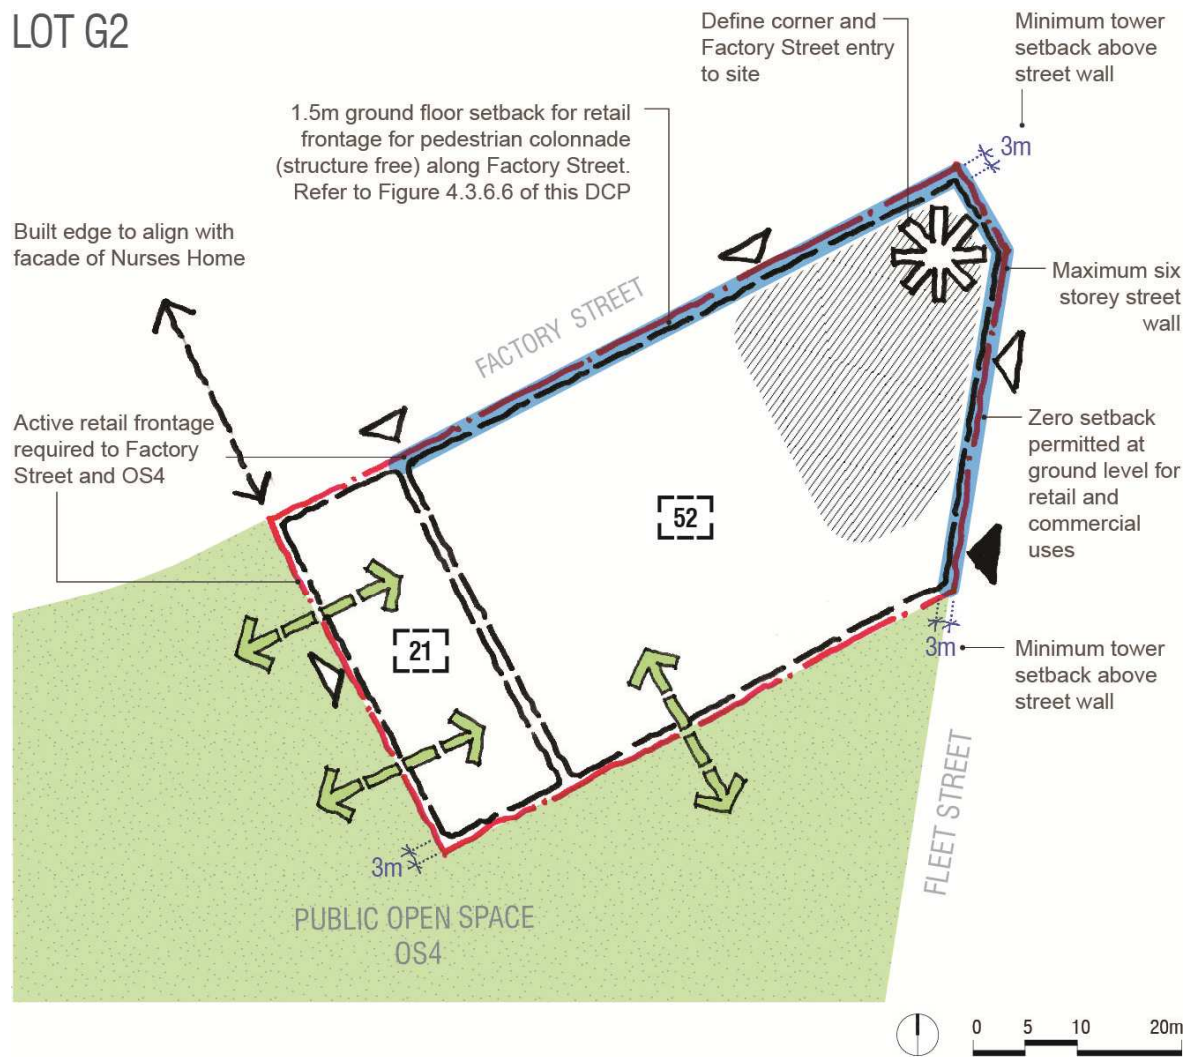 LOT G2
Define corner and
Factory Street entry
to site
Minimum tower
setback above
street wall
1.5m ground floor setback for retail
frontage for pedestrian colonnade
(structure free) along Factory Street.
Refer to Figure 4.3.6.6 of this DCP
3m
Built edge to align with
facade of Nurses Home
Maximum six
storey street
wall
FACTORY STREET
Active retail frontage
required to Factory
Street and OS4
Zero setback
permitted at
ground level for
retail and
commercial
uses
52
21
3m
Minimum tower
setback above
street wall
FLEET STREET
3m
PUBLIC OPEN SPACE
OS4
0 5 10 20m